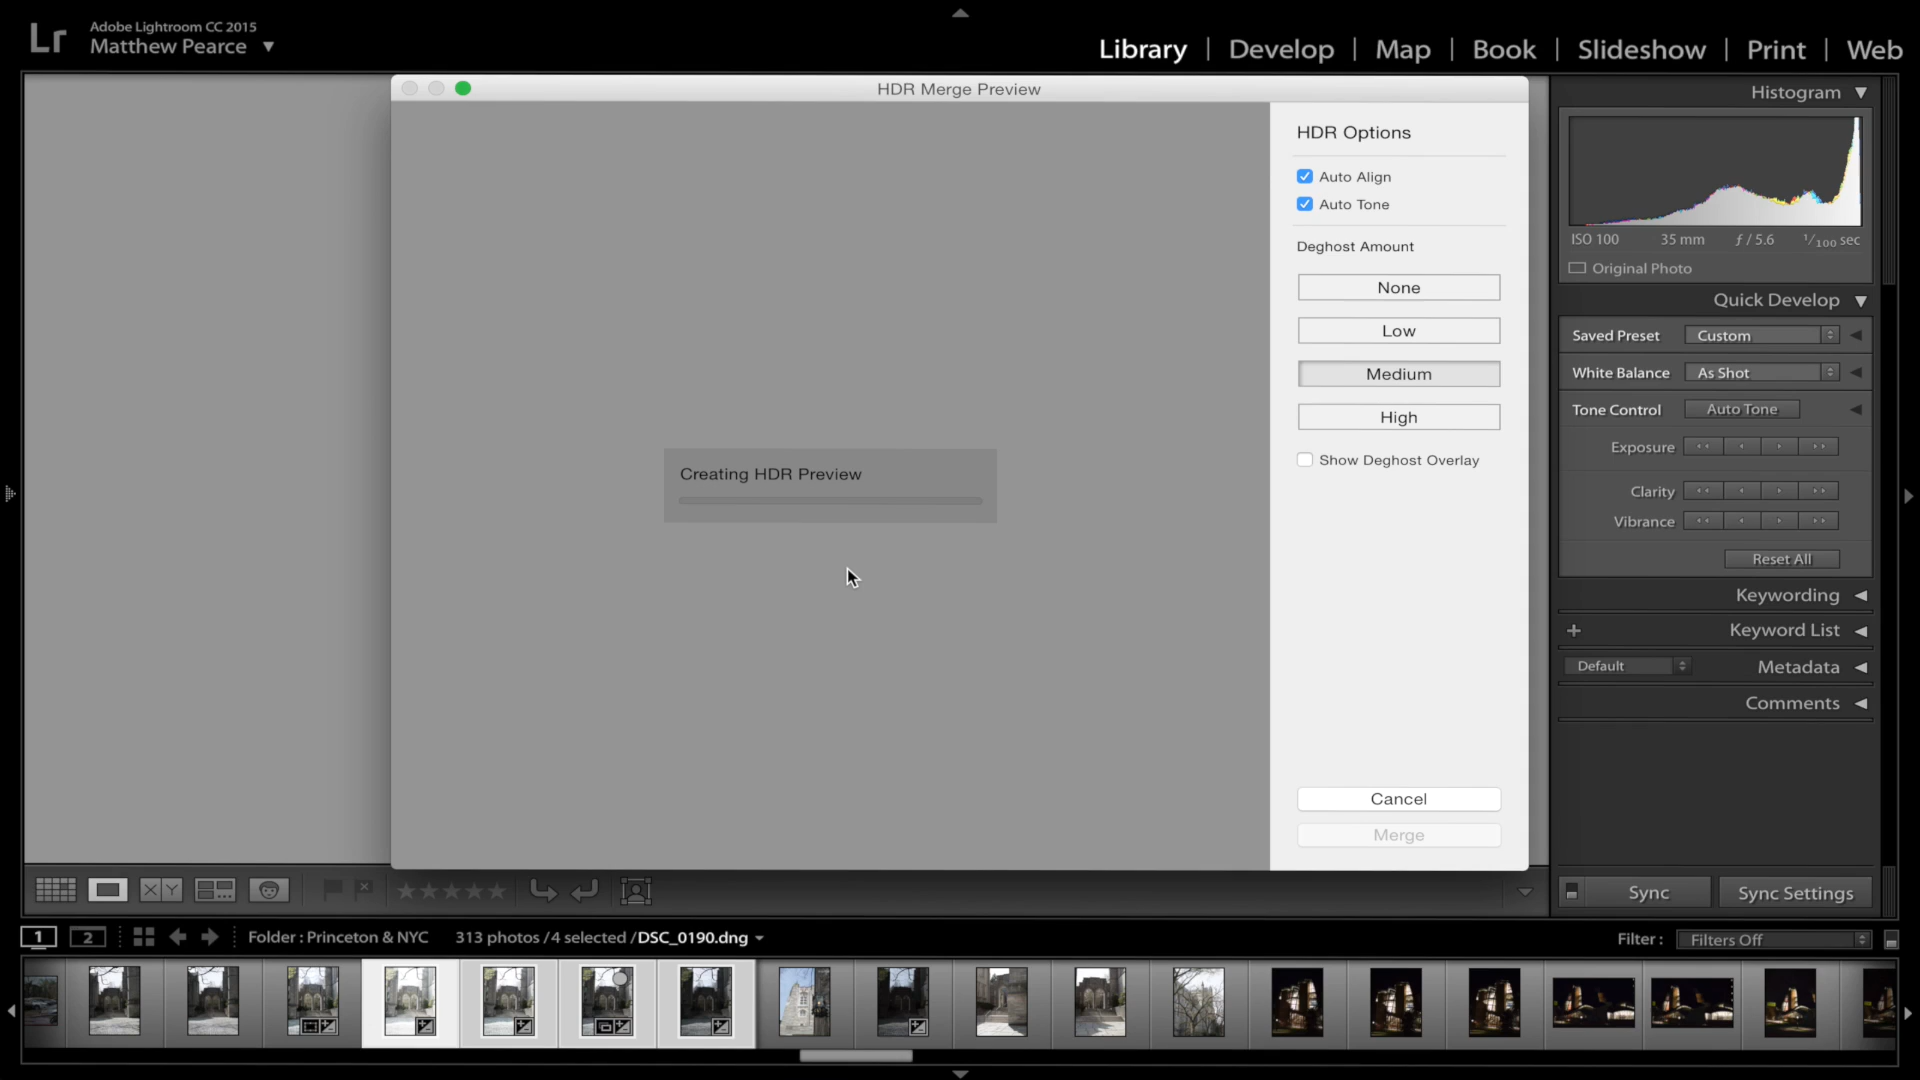 Lr
Adobe Lightroom CC 2015
Matthew Pearce
Library | Develop | Map | Book | Slideshow | Print | Web
HDR Merge Preview
HDR Options
Auto Align
Auto Tone
Deghost Amount
None
Low
Medium
High
Show Deghost Overlay
Creating HDR Preview
Cancel
Merge
Histogram
ISO 100 35 mm ƒ / 5.6 1/100 sec
Original Photo
Quick Develop
Saved Preset Custom
White Balance As Shot
Tone Control Auto Tone
Exposure
Clarity
Vibrance
Reset All
Keywording
Keyword List
Default Metadata
Comments
X Y
Sync Sync Settings
1 2 Folder : Princeton & NYC 313 photos / 4 selected / DSC_0190.dng
Filter : Filters Off